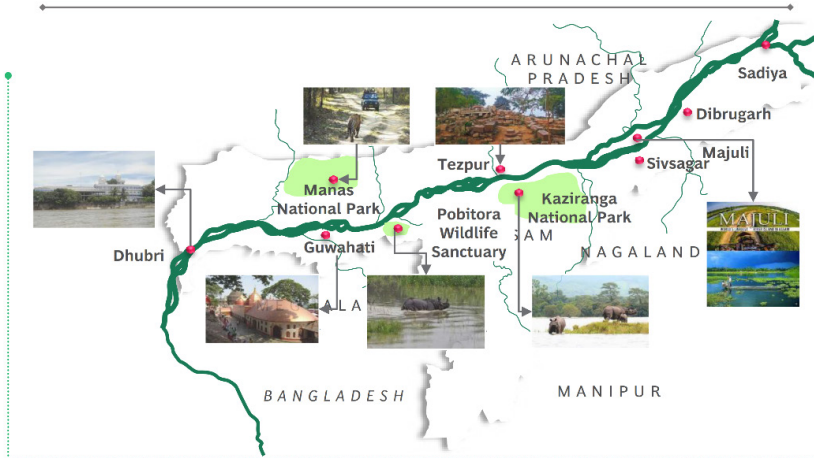 ARUNACHAL
PRADESH
Sadiya
Dibrugarh
Majuli
Sivsagar
Tezpur
Manas
National Park
Kaziranga
National Park
Pobitora
Wildlife
Sanctuary
SAM
NAGALAND
Dhubri
Guwahati
ALA
MAJULI
BANGLADESH
MANIPUR